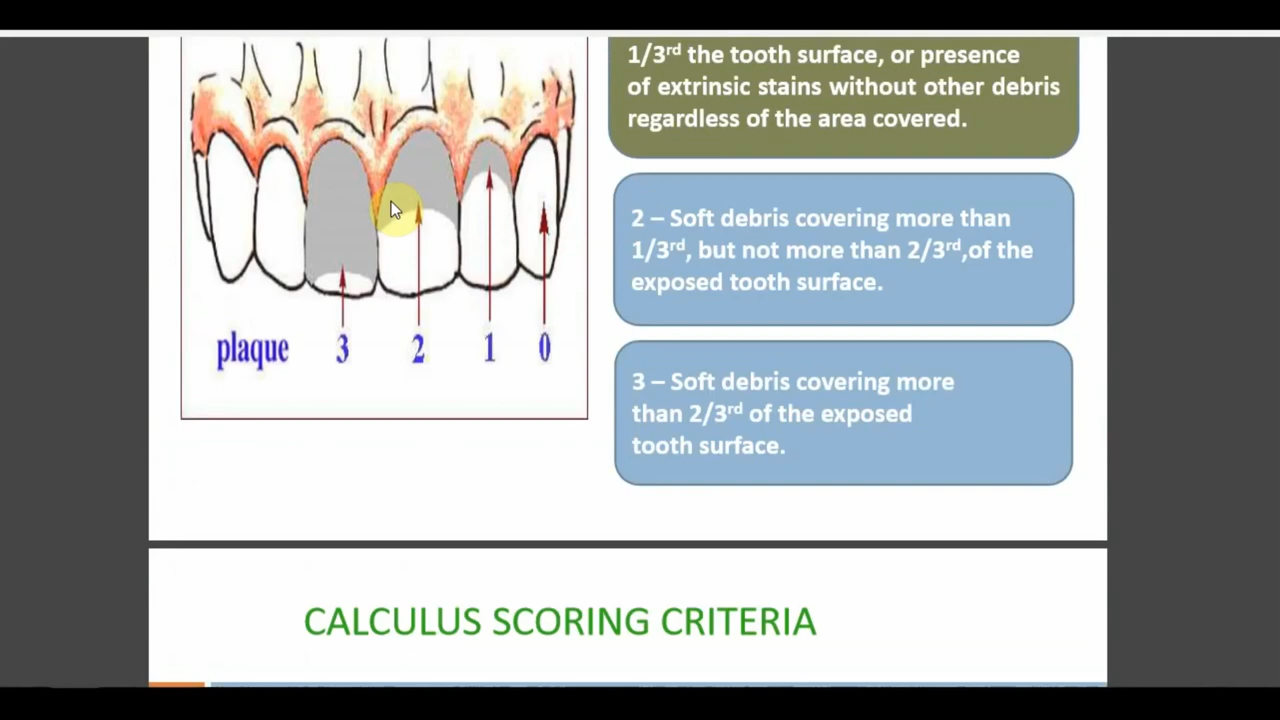 1/3rd the tooth surface, or presence
of extrinsic stains without other debris
regardless of the area covered.
2 – Soft debris covering more than
1/3rd, but not more than 2/3rd,of the
exposed tooth surface.
3 – Soft debris covering more
than 2/3rd of the exposed
tooth surface.
plaque 3 2 1 0
CALCULUS SCORING CRITERIA